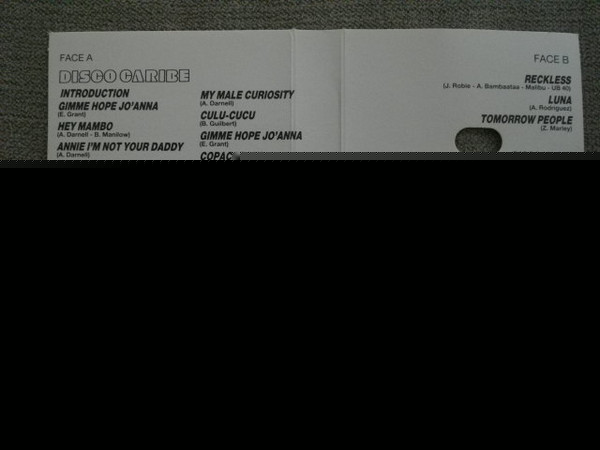 FACE A
DISCO CARIBE
INTRODUCTION
GIMME HOPE JO'ANNA
(E. Grant)
HEY MAMBO
(A. Darnell - B. Manilow)
ANNIE I'M NOT YOUR DADDY
(A. Darnell)
MY MALE CURIOSITY
(A. Darnell)
CULU-CUCU
(B. Guilbert)
GIMME HOPE JO'ANNA
(E. Grant)
COPAC
FACE B
RECKLESS
(J. Robie - A. Bambaataa - Malibu - UB 40)
LUNA
(A. Rodriguez)
TOMORROW PEOPLE
(Z. Marley)